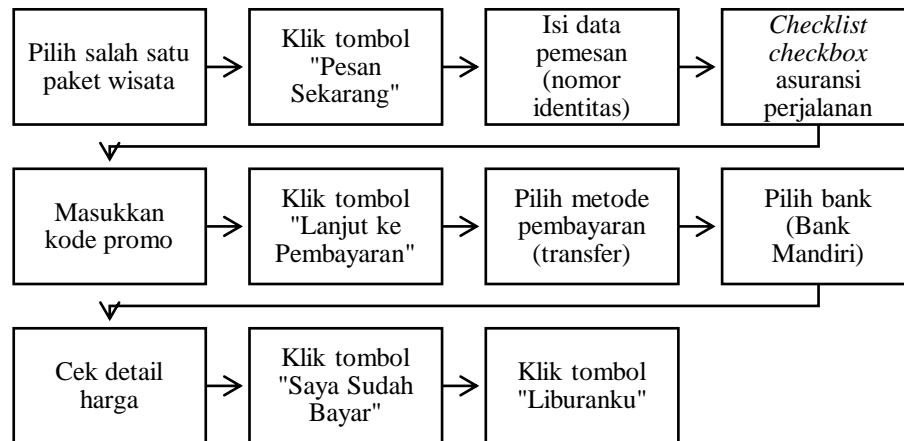 Pilih salah satu
paket wisata
Klik tombol
"Pesan
Sekarang"
Isi data
pemesan
(nomor
identitas)
Checklist
checkbox
asuransi
perjalanan
Masukkan
kode promo
Klik tombol
"Lanjut ke
Pembayaran"
Pilih metode
pembayaran
(transfer)
Pilih bank
(Bank
Mandiri)
Cek detail
harga
Klik tombol
"Saya Sudah
Bayar"
Klik tombol
"Liburanku"